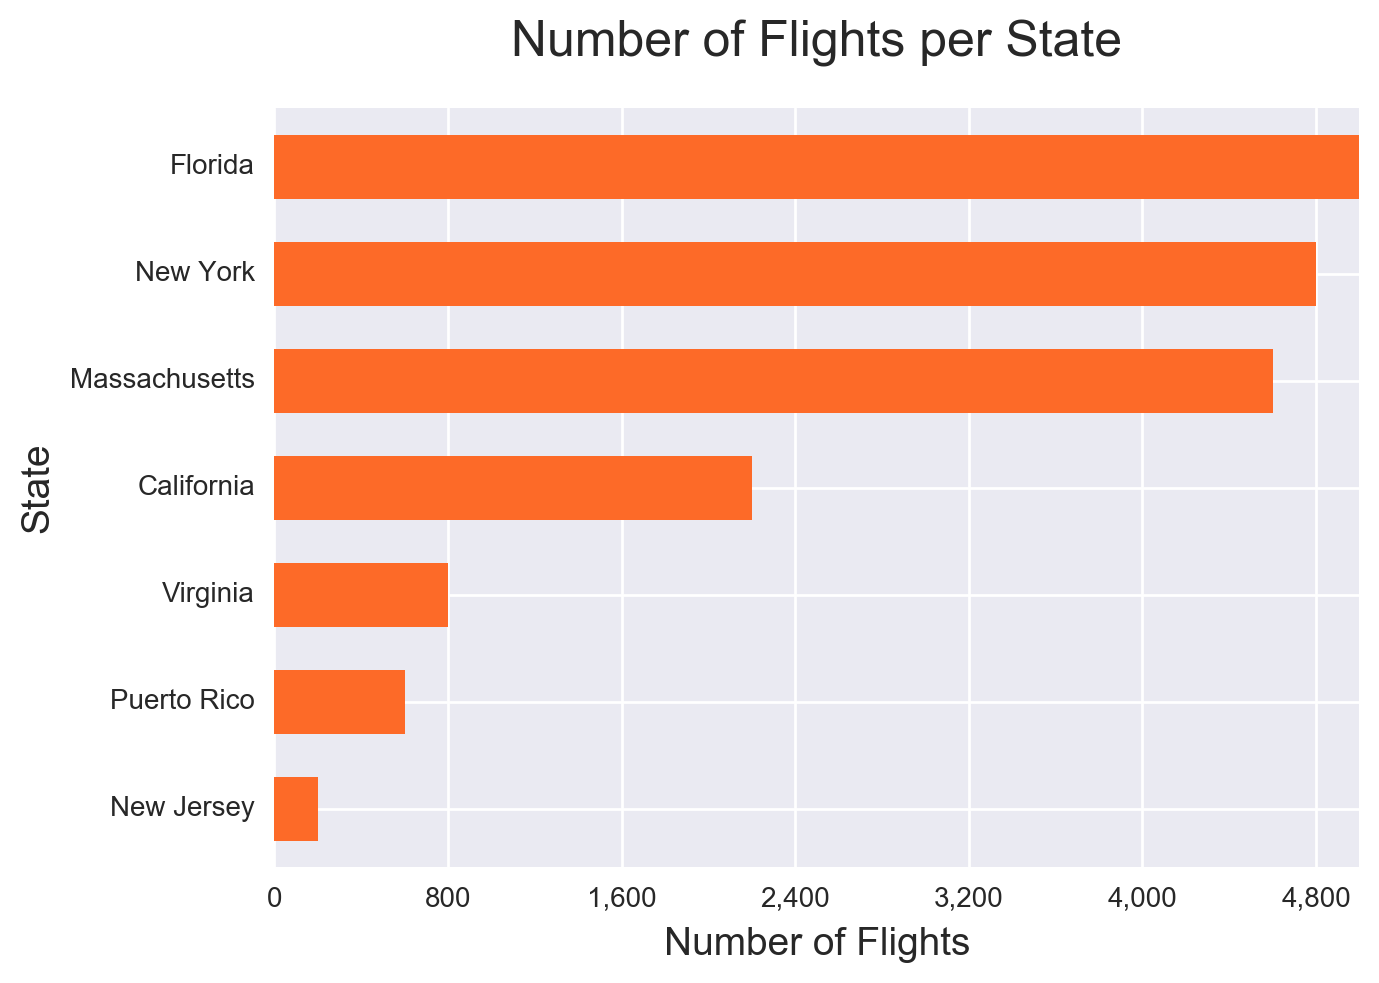 Number of Flights per State
Florida
New York
Massachusetts
California
Virginia
Puerto Rico
New Jersey
State
0 800 1,600 2,400 3,200 4,000 4,800
Number of Flights